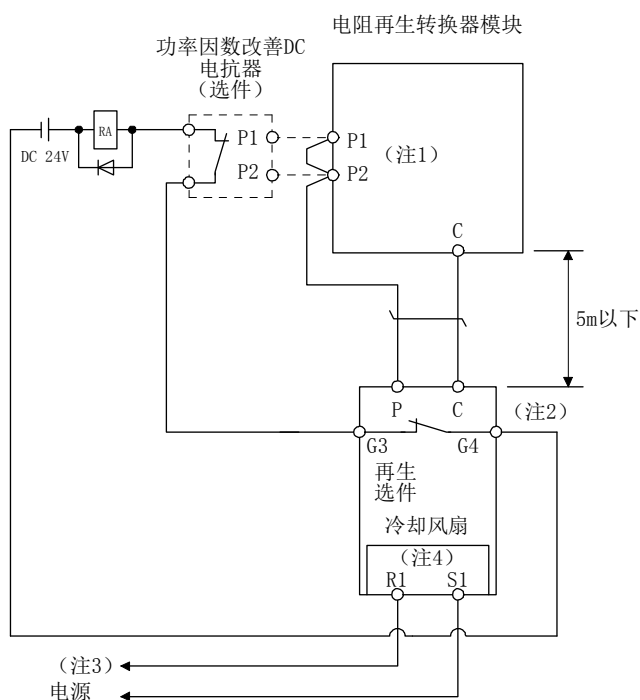 电阻再生转换器模块
功率因数改善DC
电抗器
(选件)
RA
DC 24V
P1
P1
(注1)
P2
P2
C
5m以下
P
C
(注2)
G3
G4
再生
选件
冷却风扇
(注4)
R1
S1
(注3)
电源